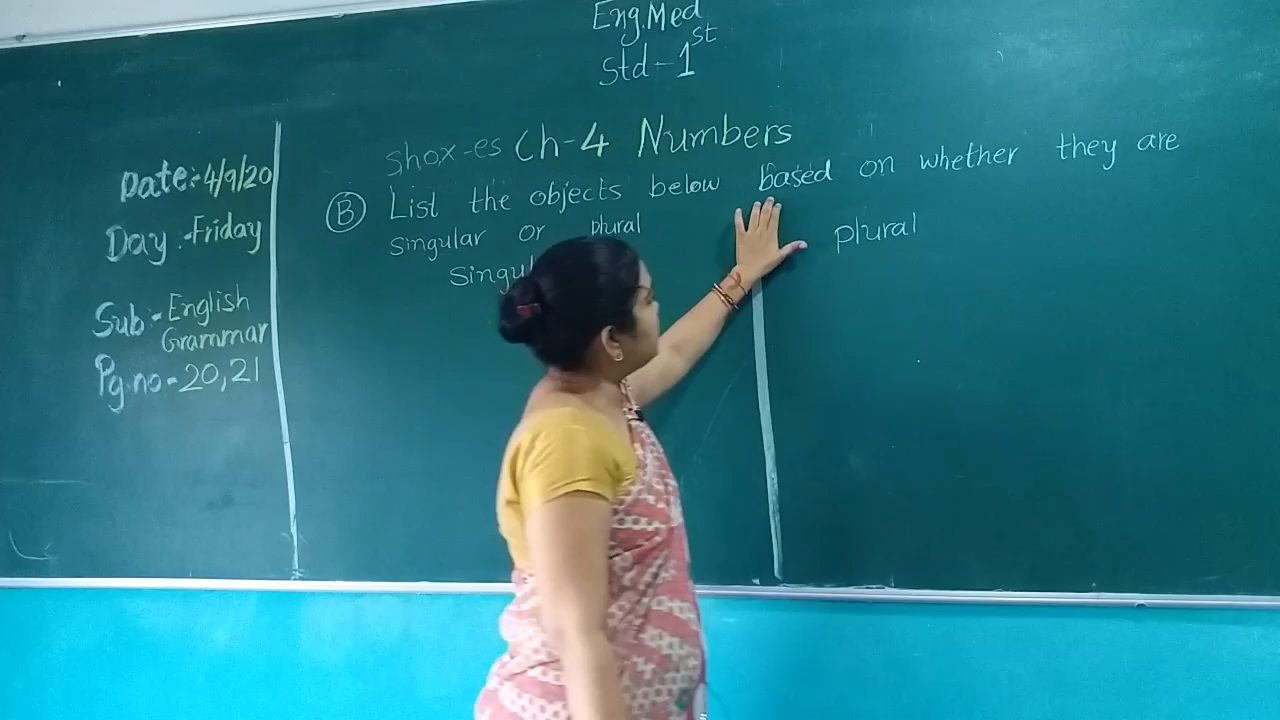 Eng.Med
Std-1st
Date:-4/9/20
Day:-Friday
Sub:-English
Grammar
Pg.no-20,21
shox-es Ch-4 Numbers
(B) List the objects below based on whether they are
singular or plural
Singul plural